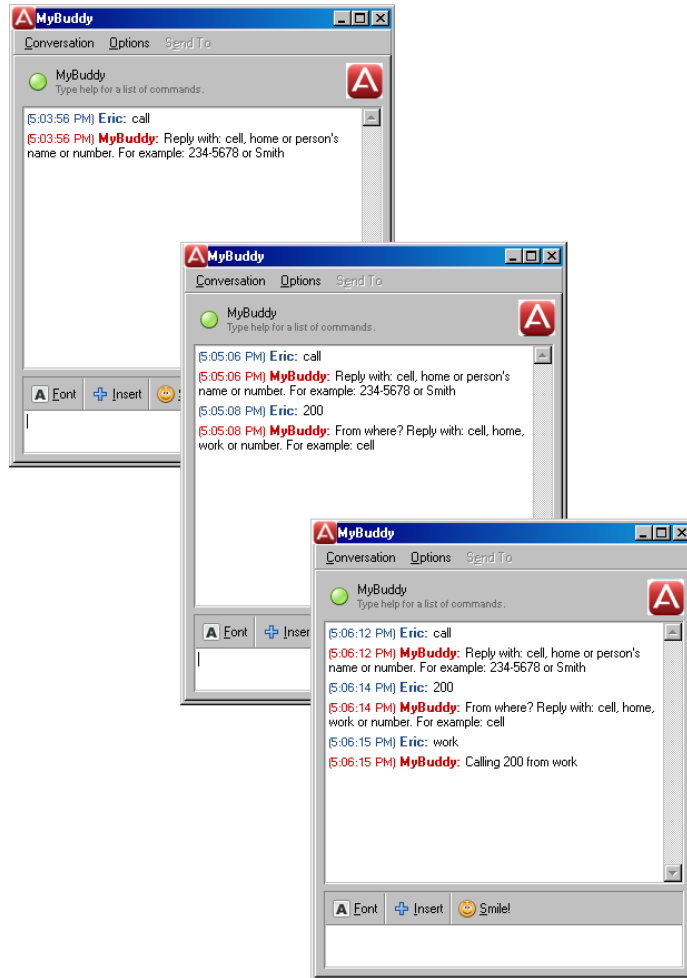 MyBuddy
Conversation Options Send To
MyBuddy
Type help for a list of commands.
(5:03:56 PM) Eric: call
(5:03:56 PM) MyBuddy: Reply with: cell, home or person's
name or number. For example: 234-5678 or Smith
A Font Insert
MyBuddy
Conversation Options Send To
MyBuddy
Type help for a list of commands.
(5:05:06 PM) Eric: call
(5:05:06 PM) MyBuddy: Reply with: cell, home or person's
name or number. For example: 234-5678 or Smith
(5:05:08 PM) Eric: 200
(5:05:08 PM) MyBuddy: From where? Reply with: cell, home,
work or number. For example: cell
A Font Inser
MyBuddy
Conversation Options Send To
MyBuddy
Type help for a list of commands.
(5:06:12 PM) Eric: call
(5:06:12 PM) MyBuddy: Reply with: cell, home or person's
name or number. For example: 234-5678 or Smith
(5:06:14 PM) Eric: 200
(5:06:14 PM) MyBuddy: From where? Reply with: cell, home,
work or number. For example: cell
(5:06:15 PM) Eric: work
(5:06:15 PM) MyBuddy: Calling 200 from work
A Font Insert Smile!